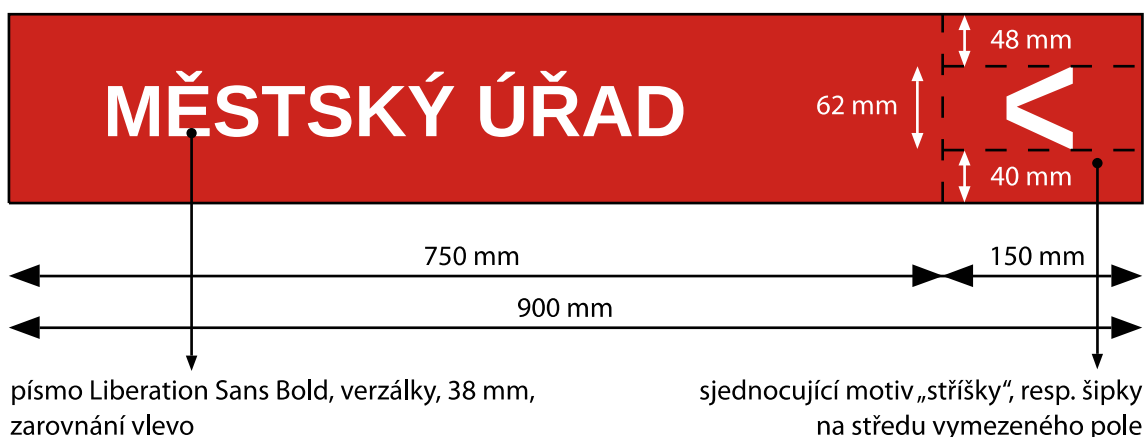 48 mm
MĚSTSKÝ ÚŘAD
62 mm
<
40 mm
750 mm
150 mm
900 mm
písmo Liberation Sans Bold, verzálky, 38 mm,
zarovnání vlevo
sjednocující motiv „stříšky“, resp. šipky
na středu vymezeného pole